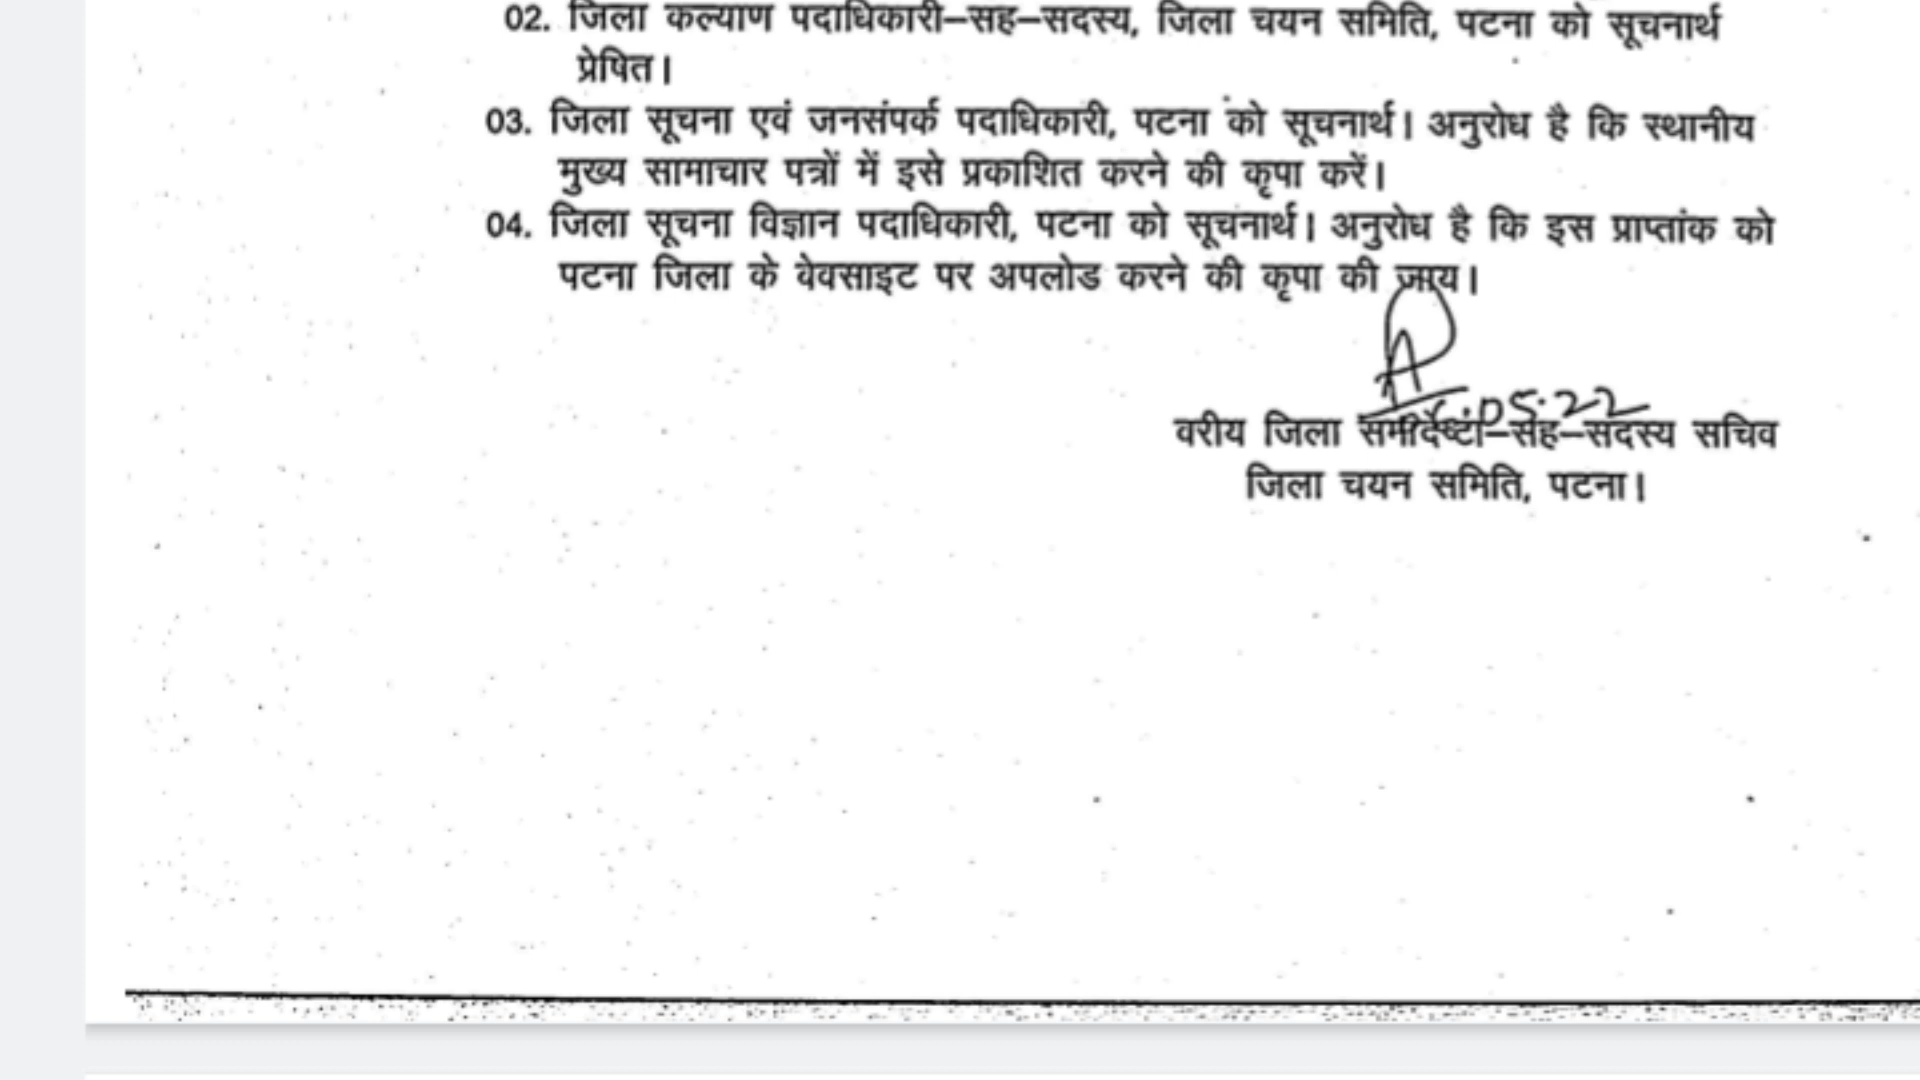 02. जिला कल्याण पदाधिकारी–सह–सदस्य, जिला चयन समिति, पटना को सूचनार्थ
प्रेषित।
03. जिला सूचना एवं जनसंपर्क पदाधिकारी, पटना को सूचनार्थ। अनुरोध है कि स्थानीय
मुख्य सामाचार पत्रों में इसे प्रकाशित करने की कृपा करें।
04. जिला सूचना विज्ञान पदाधिकारी, पटना को सूचनार्थ। अनुरोध है कि इस प्राप्तांक को
पटना जिला के वेवसाइट पर अपलोड करने की कृपा की जाय।
05.22
वरीय जिला समादेष्टा–सह–सदस्य सचिव
जिला चयन समिति, पटना।